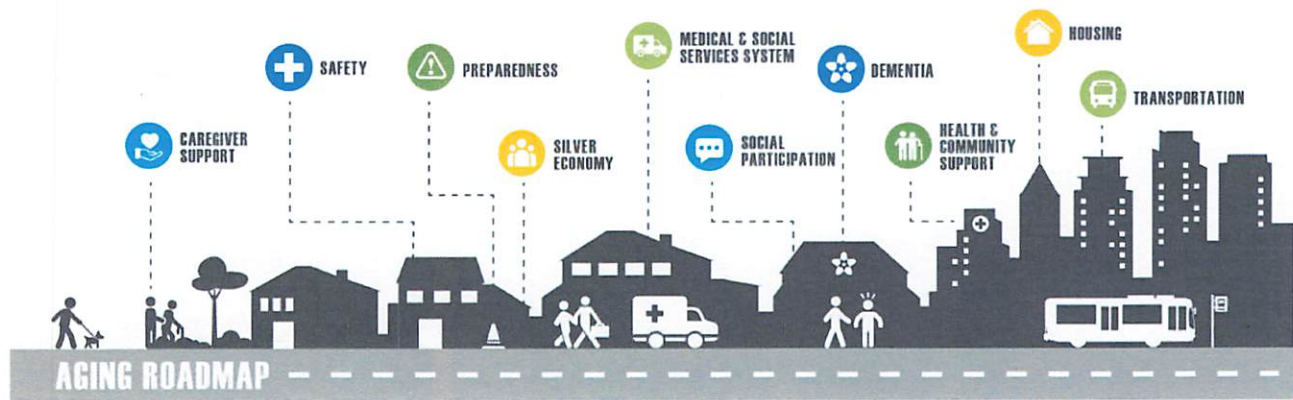 CAREGIVER
SUPPORT
SAFETY
PREPAREDNESS
SILVER
ECONOMY
MEDICAL & SOCIAL
SERVICES SYSTEM
SOCIAL
PARTICIPATION
DEMENTIA
HEALTH &
COMMUNITY
SUPPORT
HOUSING
TRANSPORTATION
AGING ROADMAP